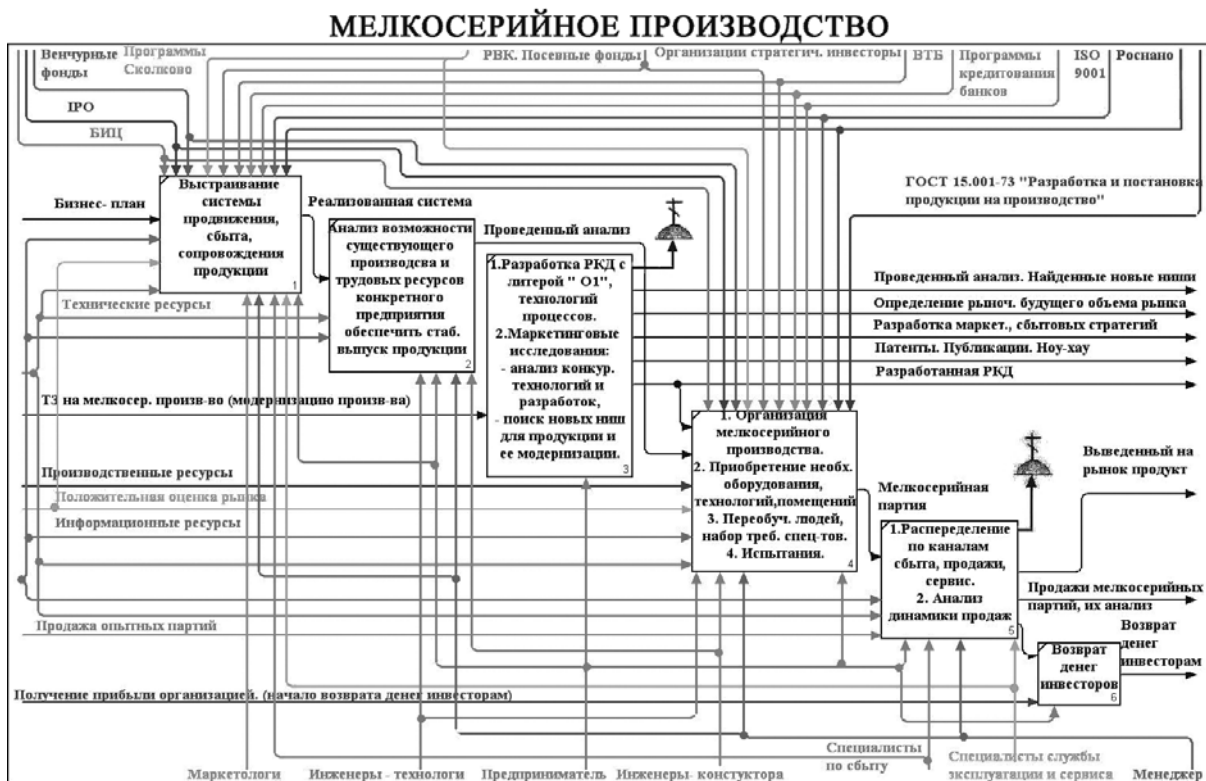 МЕЛКОСЕРИЙНОЕ ПРОИЗВОДСТВО
Венчурные
фонды
Программы
Сколково
РВК. Посевные фонды
Организации стратегич. инвесторы
ВТБ
Программы
кредитования
банков
ISO
9001
Роснано
IPO
БИЦ
ГОСТ 15.001-73 "Разработка и постановка
продукции на производство"
Бизнес- план
Выстраивание
системы
продвижения,
сбыта,
сопровождения
продукции
1
Реализованная система
Технические ресурсы
Анализ возможности
существующего
производсва и
трудовых ресурсов
конкретного
предприятия
обеспечить стаб.
выпуск продукции
2
Проведенный анализ
1.Разработка РКД с
литерой " О1",
технологий
процессов.
2.Маркетинговые
исследования:
- анализ конкур.
технологий и
разработок,
- поиск новых ниш
для продукции и
ее модернизации.
3
Проведенный анализ. Найденные новые ниши
Определение рыноч. будущего объема рынка
Разработка маркет., сбытовых стратегий
Патенты. Публикации. Ноу-хау
Разработанная РКД
ТЗ на мелкосер. произв-во (модернизацию произв-ва)
Производственные ресурсы
Положительная оценка рынка
Информационные ресурсы
1. Организация
мелкосерийного
производства.
2. Приобретение необх.
оборудования,
технологий,помещений
3. Переобуч. людей,
набор треб. спец-тов.
4. Испытания.
4
Мелкосерийная
партия
Выведенный на
рынок продукт
1.Распеределение
по каналам
сбыта, продажи,
сервис.
2. Анализ
динамики продаж
5
Продажи мелкосерийных
партий, их анализ
Продажа опытных партий
Возврат
денег
инвесторам
Возврат
денег
инвесторов
6
Получение прибыли организацией. (начало возврата денег инвесторам)
Маркетологи
Инженеры - технологи
Предприниматель
Инженеры- констуктора
Специалисты
по сбыту
Специалисты службы
эксплуатации и сервиса
Менеджер